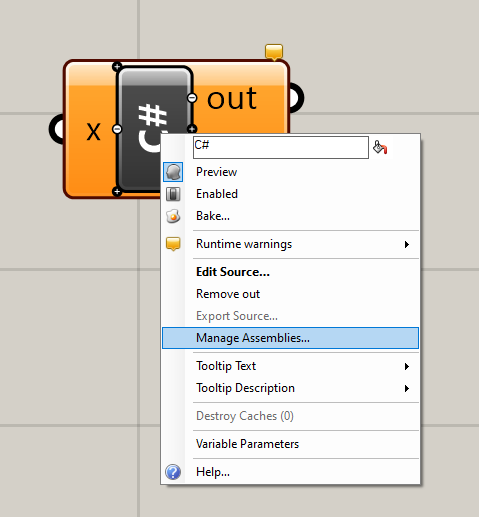 x
C#
out
C#
Preview
Enabled
Bake...
Runtime warnings
Edit Source...
Remove out
Export Source...
Manage Assemblies...
Tooltip Text
Tooltip Description
Destroy Caches (0)
Variable Parameters
Help...